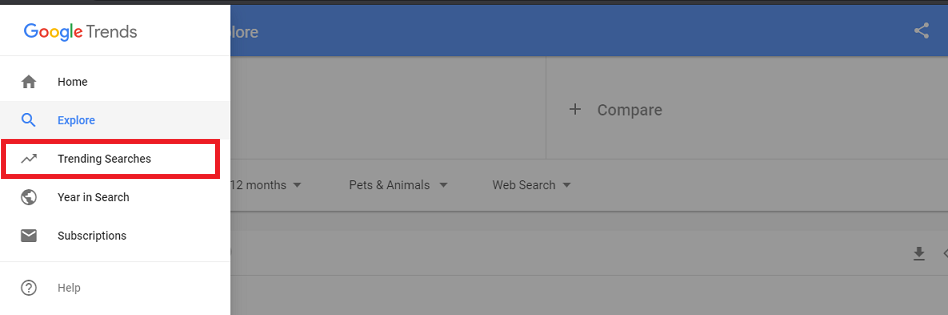 Google Trends
Home
Explore
Trending Searches
Year in Search
Subscriptions
Help
plore
+ Compare
12 months
Pets & Animals
Web Search